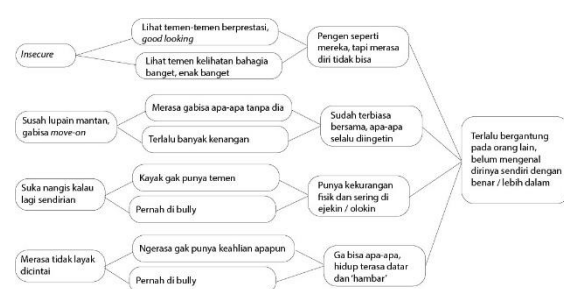 Insecure
Lihat temen-temen berprestasi,
good looking
Lihat temen kelihatan bahagia
banget, enak banget
Pengen seperti
mereka, tapi merasa
diri tidak bisa
Susah lupain mantan,
gabisa move-on
Merasa gabisa apa-apa tanpa dia
Terlalu banyak kenangan
Sudah terbiasa
bersama, apa-apa
selalu diingetin
Suka nangis kalau
lagi sendirian
Kayak gak punya temen
Pernah di bully
Punya kekurangan
fisik dan sering di
ejekin / olokin
Merasa tidak layak
dicintai
Ngerasa gak punya keahlian apapun
Pernah di bully
Ga bisa apa-apa,
hidup terasa datar
dan 'hambar'
Terlalu bergantung
pada orang lain,
belum mengenal
dirinya sendiri dengan
benar / lebih dalam